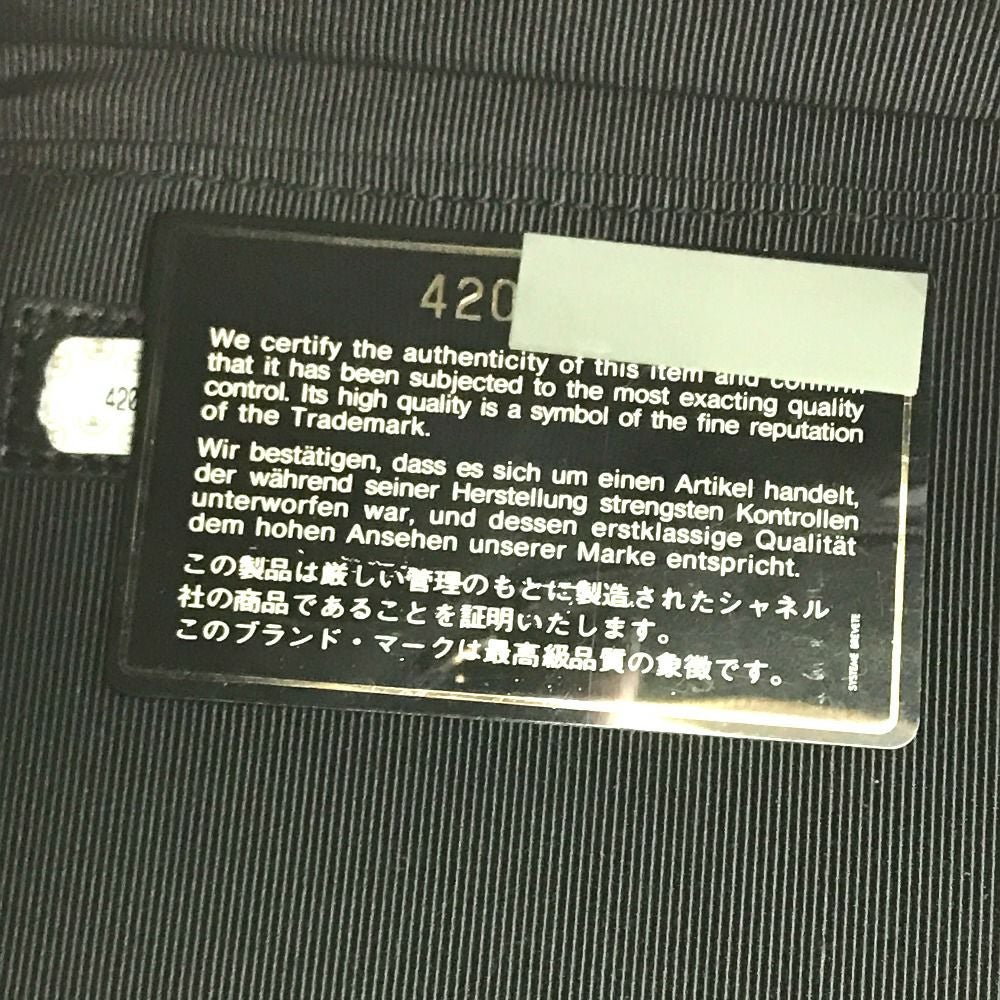 420
We certify the authenticity of this item and confirm
that it has been subjected to the most exacting quality
control. Its high quality is a symbol of the fine reputation
of the Trademark.
Wir bestätigen, dass es sich um einen Artikel handelt,
der während seiner Herstellung strengsten Kontrollen
unterworfen war, und dessen erstklassige Qualität
dem hohen Ansehen unserer Marke entspricht.
この製品は厳しい管理のもとに製造されたシャネル
社の商品であることを証明いたします。
このブランド・マークは最高級品質の象徴です。
SYSTEME BREVETE
420